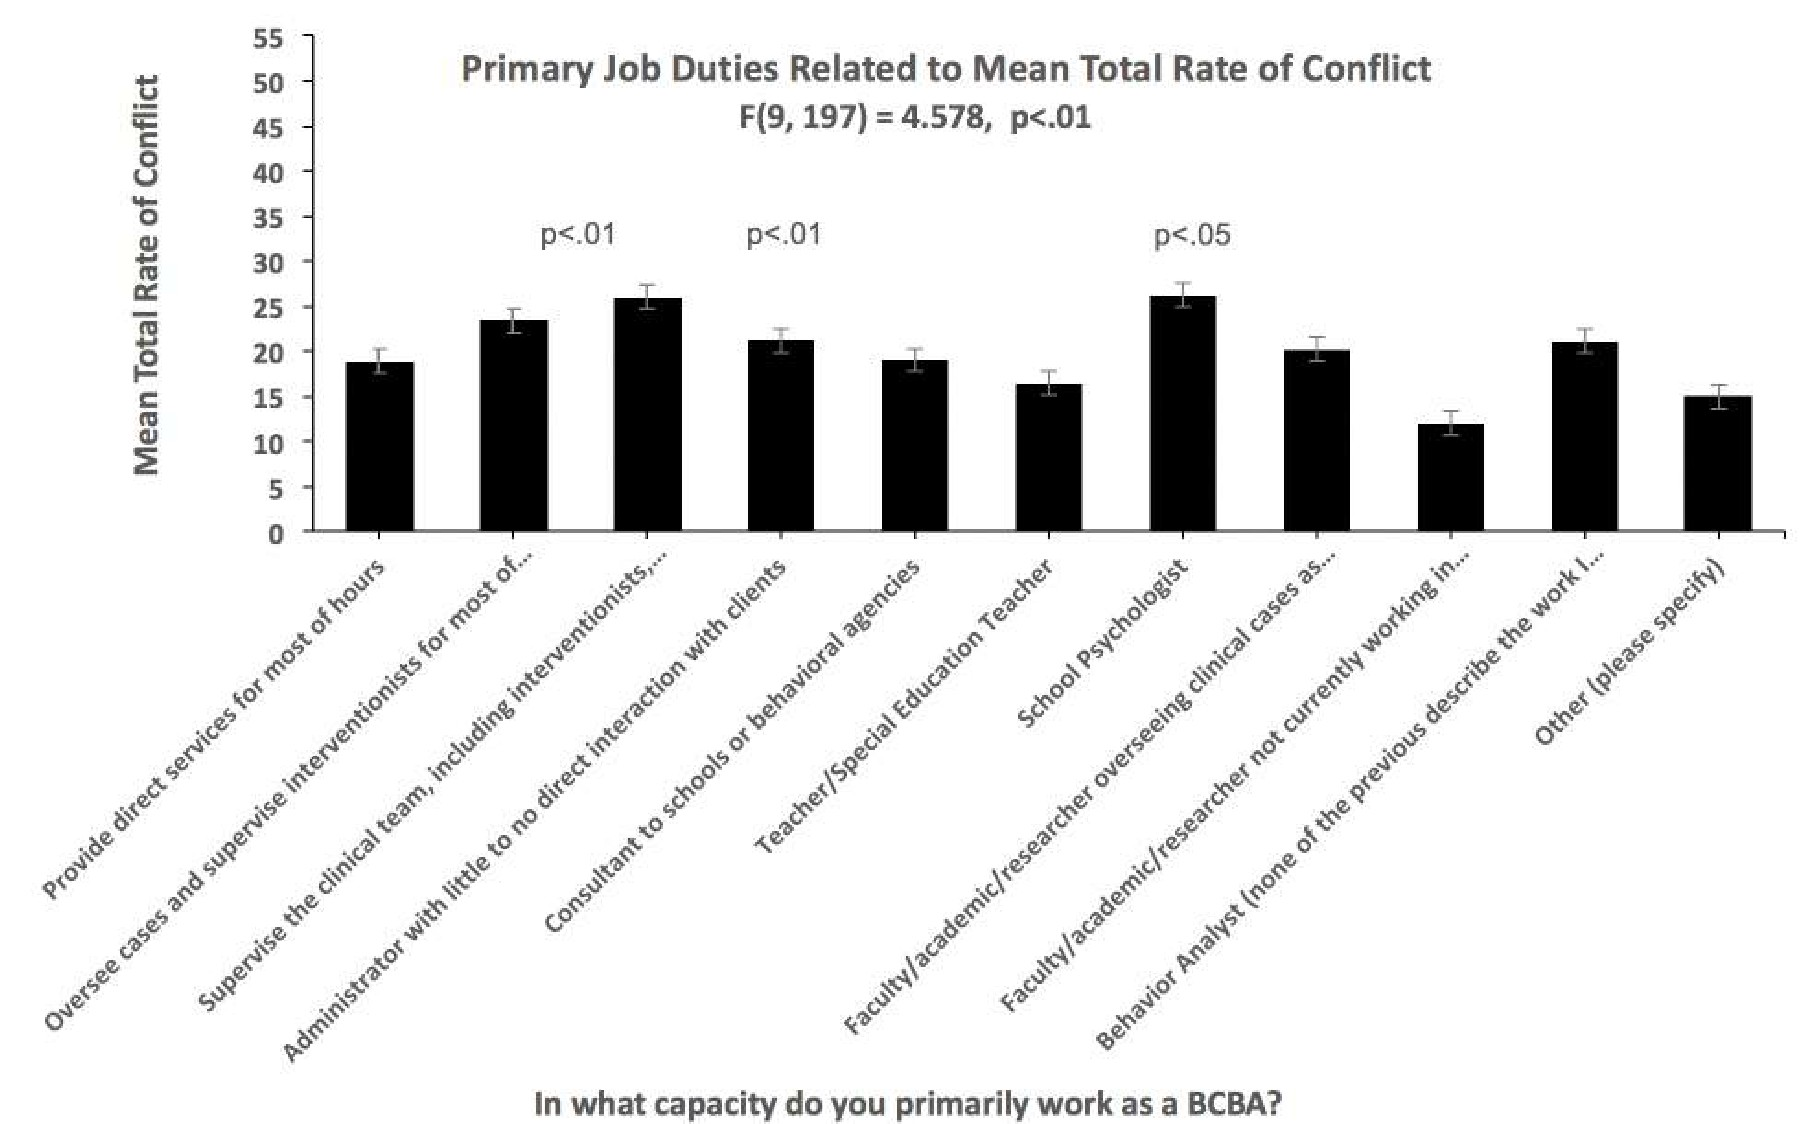 Primary Job Duties Related to Mean Total Rate of Conflict
F(9, 197) = 4.578,  p<.01
Mean Total Rate of Conflict
55
50
45
40
35
30
25
20
15
10
5
0
p<.01
p<.01
p<.05
Provide direct services for most of hours
Oversee cases and supervise interventionists for most of...
Supervise the clinical team, including interventionists,...
Administrator with little to no direct interaction with clients
Consultant to schools or behavioral agencies
Teacher/Special Education Teacher
School Psychologist
Faculty/academic/researcher overseeing clinical cases as...
Faculty/academic/researcher not currently working in...
Behavior Analyst (none of the previous describe the work I...
Other (please specify)
In what capacity do you primarily work as a BCBA?